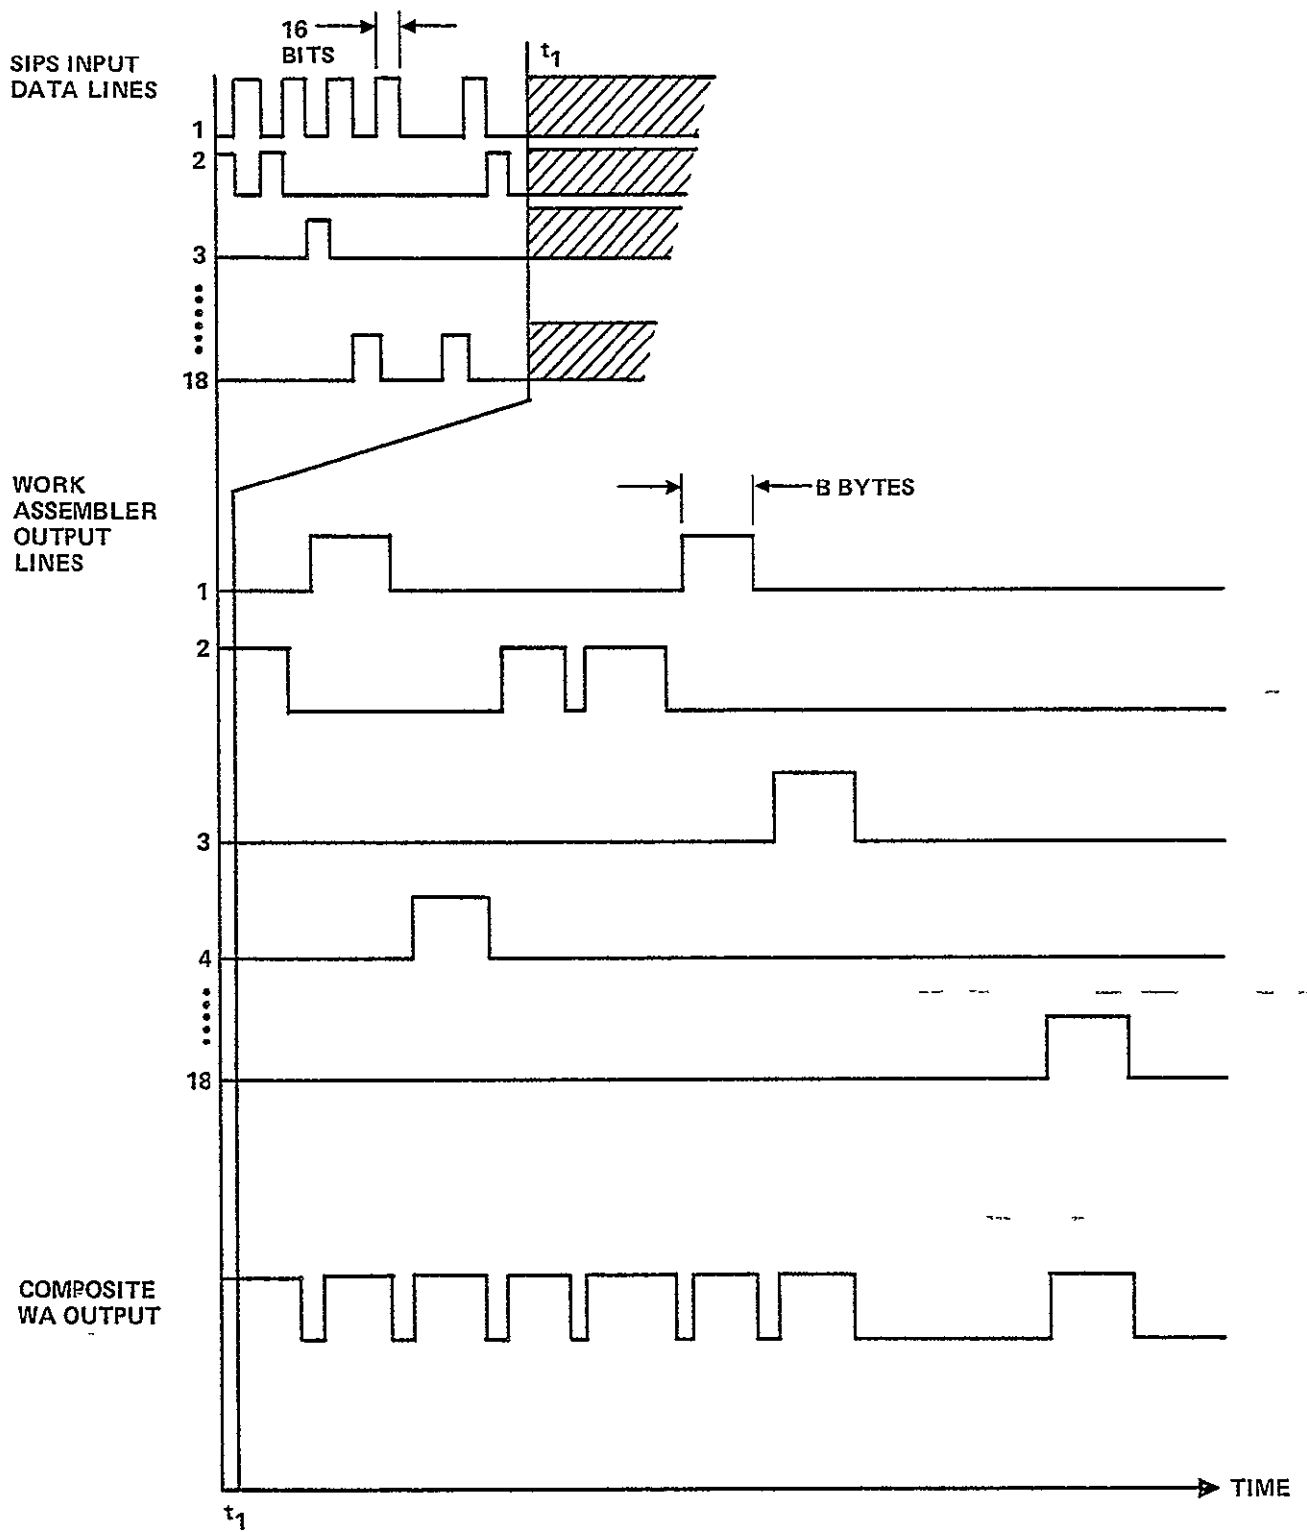 16
BITS
t1
SIPS INPUT
DATA LINES
1
2
3
18
WORK
ASSEMBLER
OUTPUT
LINES
B BYTES
1
2
3
4
18
COMPOSITE
WA OUTPUT
TIME
t1